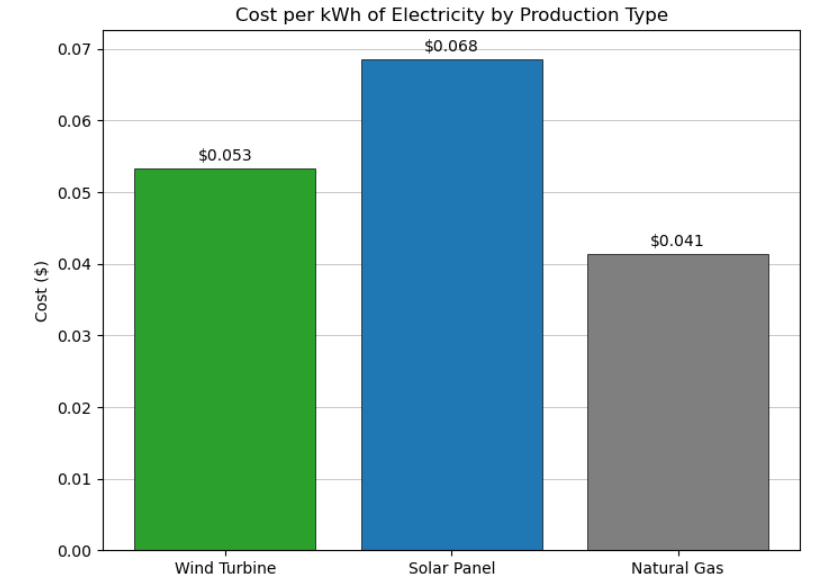 Cost per kWh of Electricity by Production Type
$0.068
$0.053
$0.041
0.07
0.06
0.05
0.04
0.03
0.02
0.01
0.00
Cost ($)
Wind Turbine
Solar Panel
Natural Gas